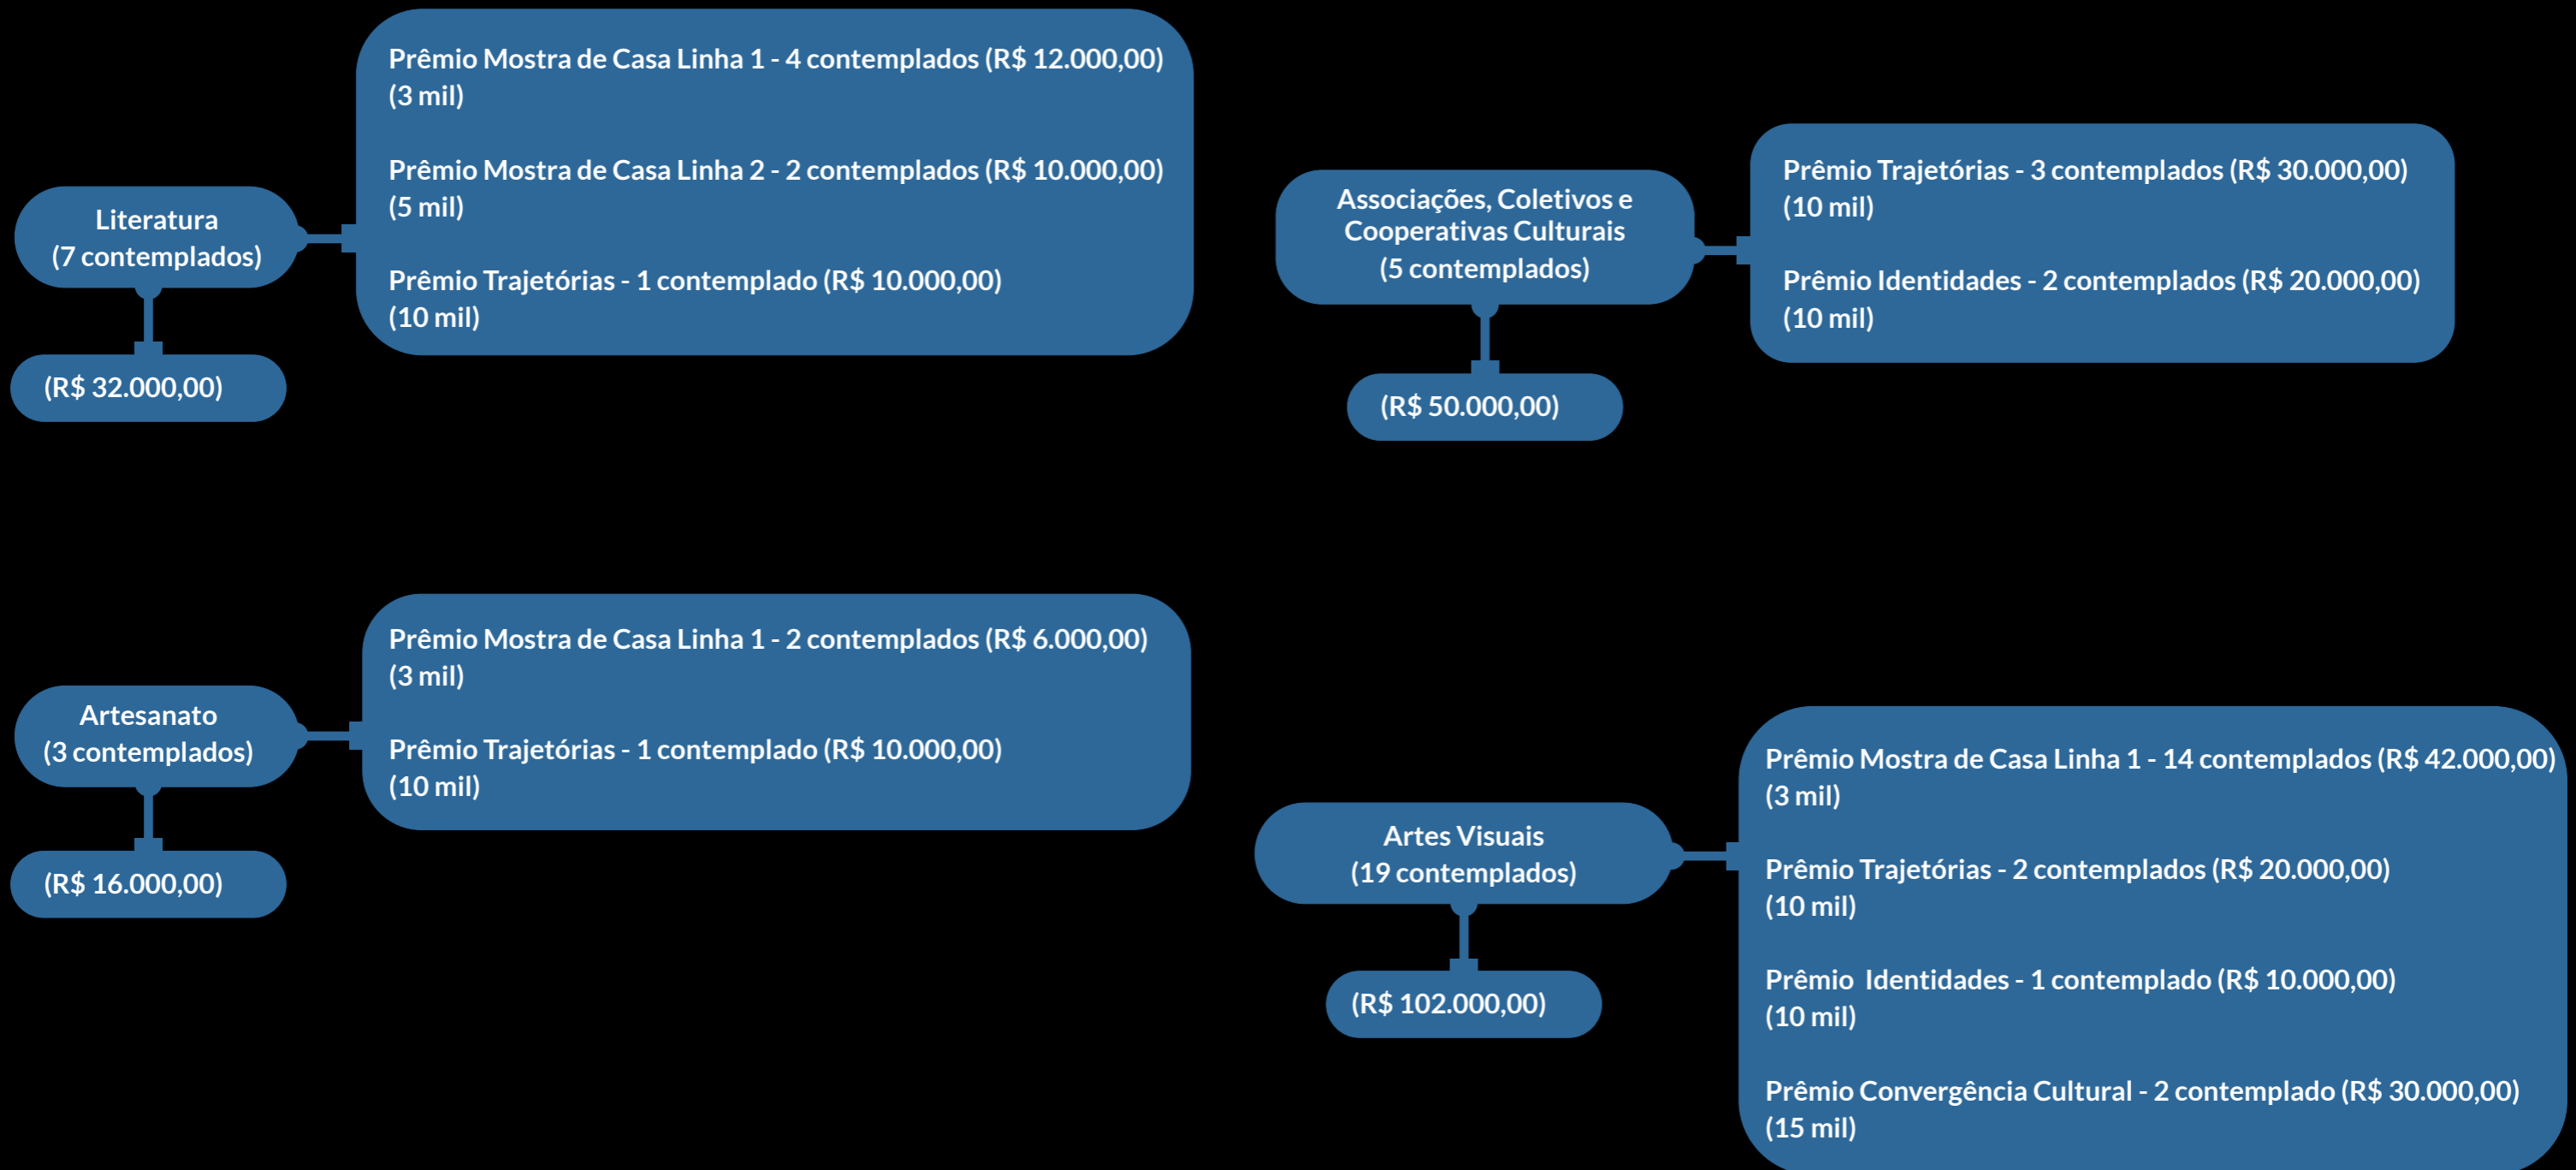 Literatura
(7 contemplados)
(R$ 32.000,00)
Prêmio Mostra de Casa Linha 1 - 4 contemplados (R$ 12.000,00)
(3 mil)
Prêmio Mostra de Casa Linha 2 - 2 contemplados (R$ 10.000,00)
(5 mil)
Prêmio Trajetórias - 1 contemplado (R$ 10.000,00)
(10 mil)
Associações, Coletivos e
Cooperativas Culturais
(5 contemplados)
(R$ 50.000,00)
Prêmio Trajetórias - 3 contemplados (R$ 30.000,00)
(10 mil)
Prêmio Identidades - 2 contemplados (R$ 20.000,00)
(10 mil)
Artesanato
(3 contemplados)
(R$ 16.000,00)
Prêmio Mostra de Casa Linha 1 - 2 contemplados (R$ 6.000,00)
(3 mil)
Prêmio Trajetórias - 1 contemplado (R$ 10.000,00)
(10 mil)
Artes Visuais
(19 contemplados)
(R$ 102.000,00)
Prêmio Mostra de Casa Linha 1 - 14 contemplados (R$ 42.000,00)
(3 mil)
Prêmio Trajetórias - 2 contemplados (R$ 20.000,00)
(10 mil)
Prêmio  Identidades - 1 contemplado (R$ 10.000,00)
(10 mil)
Prêmio Convergência Cultural - 2 contemplado (R$ 30.000,00)
(15 mil)